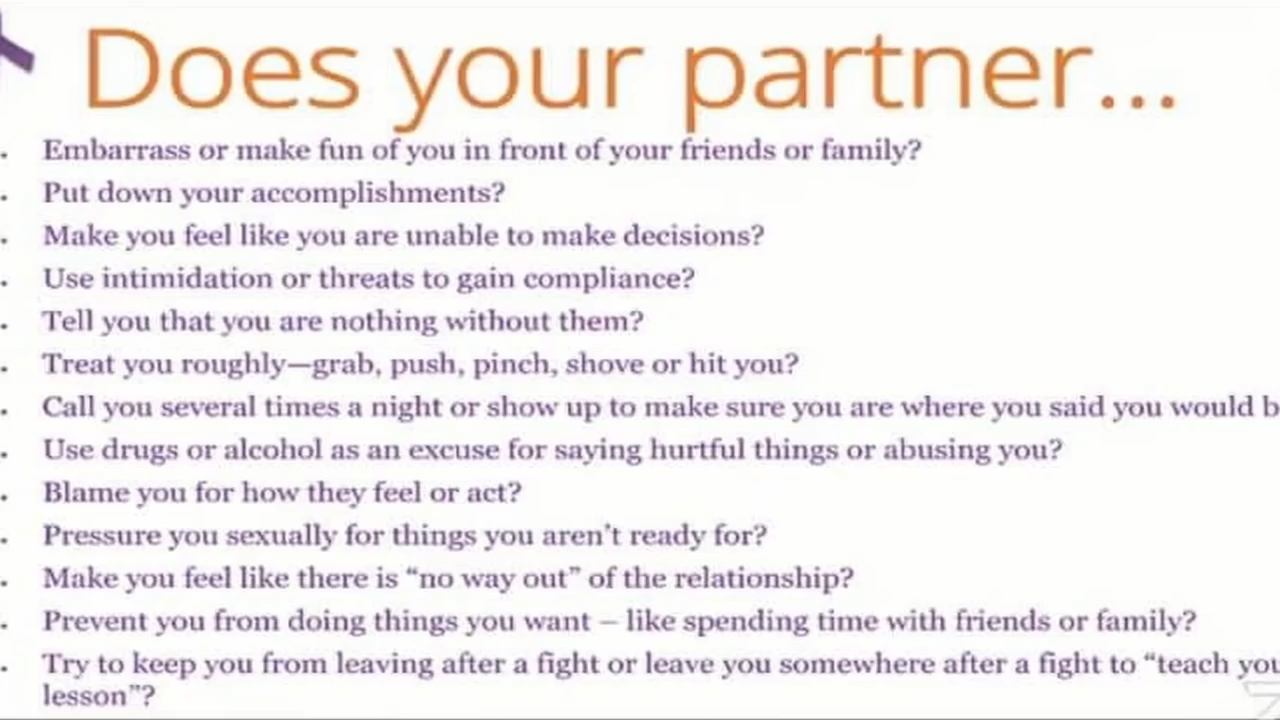 Does your partner...
. Embarrass or make fun of you in front of your friends or family?
. Put down your accomplishments?
. Make you feel like you are unable to make decisions?
. Use intimidation or threats to gain compliance?
. Tell you that you are nothing without them?
. Treat you roughly—grab, push, pinch, shove or hit you?
. Call you several times a night or show up to make sure you are where you said you would b
. Use drugs or alcohol as an excuse for saying hurtful things or abusing you?
. Blame you for how they feel or act?
. Pressure you sexually for things you aren’t ready for?
. Make you feel like there is “no way out” of the relationship?
. Prevent you from doing things you want – like spending time with friends or family?
. Try to keep you from leaving after a fight or leave you somewhere after a fight to “teach you
lesson”?